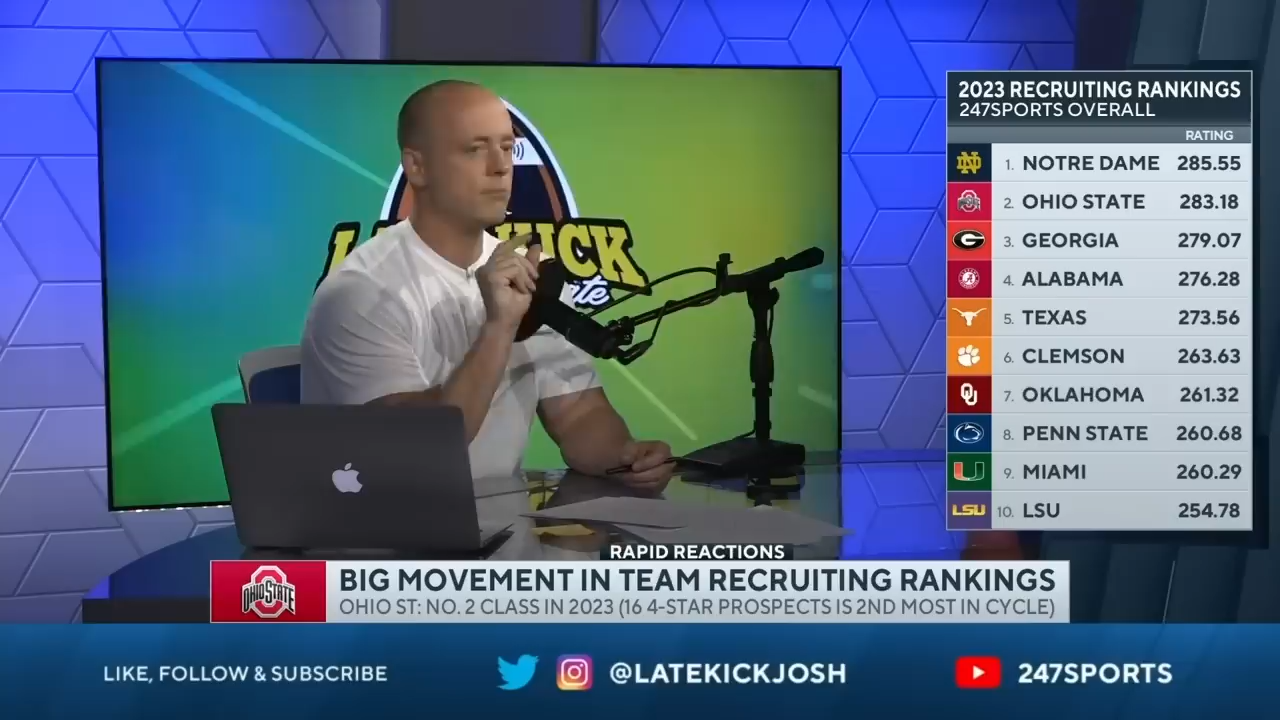 2023 RECRUITING RANKINGS
247SPORTS OVERALL
RATING
1. NOTRE DAME 285.55
2. OHIO STATE 283.18
3. GEORGIA 279.07
4. ALABAMA 276.28
5. TEXAS 273.56
6. CLEMSON 263.63
7. OKLAHOMA 261.32
8. PENN STATE 260.68
9. MIAMI 260.29
LSU 10. LSU 254.78
RAPID REACTIONS
OHIO STATE
BIG MOVEMENT IN TEAM RECRUITING RANKINGS
OHIO ST: NO. 2 CLASS IN 2023 (16 4-STAR PROSPECTS IS 2ND MOST IN CYCLE)
LIKE, FOLLOW & SUBSCRIBE
@LATEKICKJOSH
247SPORTS